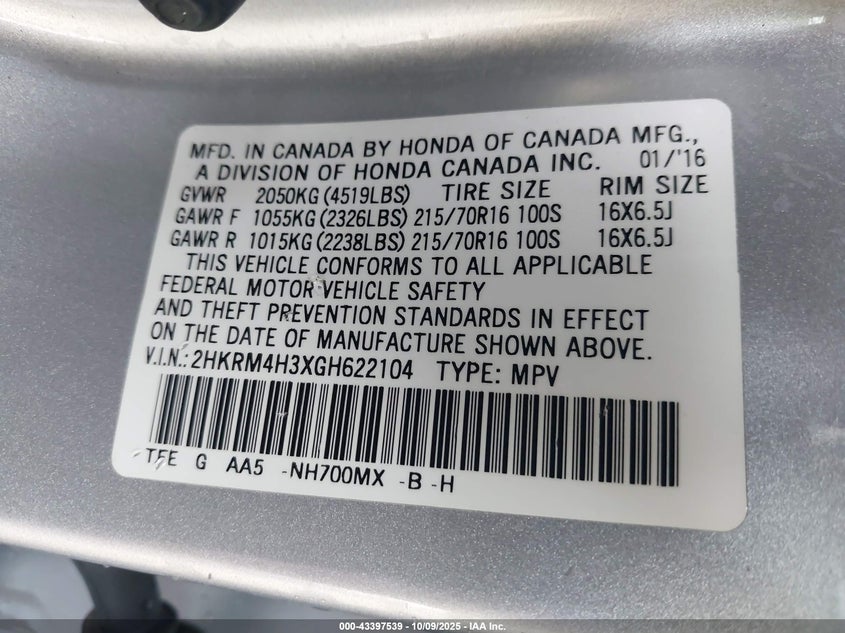 MFD. IN CANADA BY HONDA OF CANADA MFG.,
A DIVISION OF HONDA CANADA INC. 01/'16
GVWR 2050KG (4519LBS) TIRE SIZE RIM SIZE
GAWR F 1055KG (2326LBS) 215/70R16 100S 16X6.5J
GAWR R 1015KG (2238LBS) 215/70R16 100S 16X6.5J
THIS VEHICLE CONFORMS TO ALL APPLICABLE
FEDERAL MOTOR VEHICLE SAFETY
AND THEFT PREVENTION STANDARDS IN EFFECT
ON THE DATE OF MANUFACTURE SHOWN ABOVE.
V.I.N.: 2HKRM4H3XGH622104 TYPE: MPV
TFE G AA5 -NH700MX -B -H
000-43397539 - 10/09/2025 - IAA Inc.